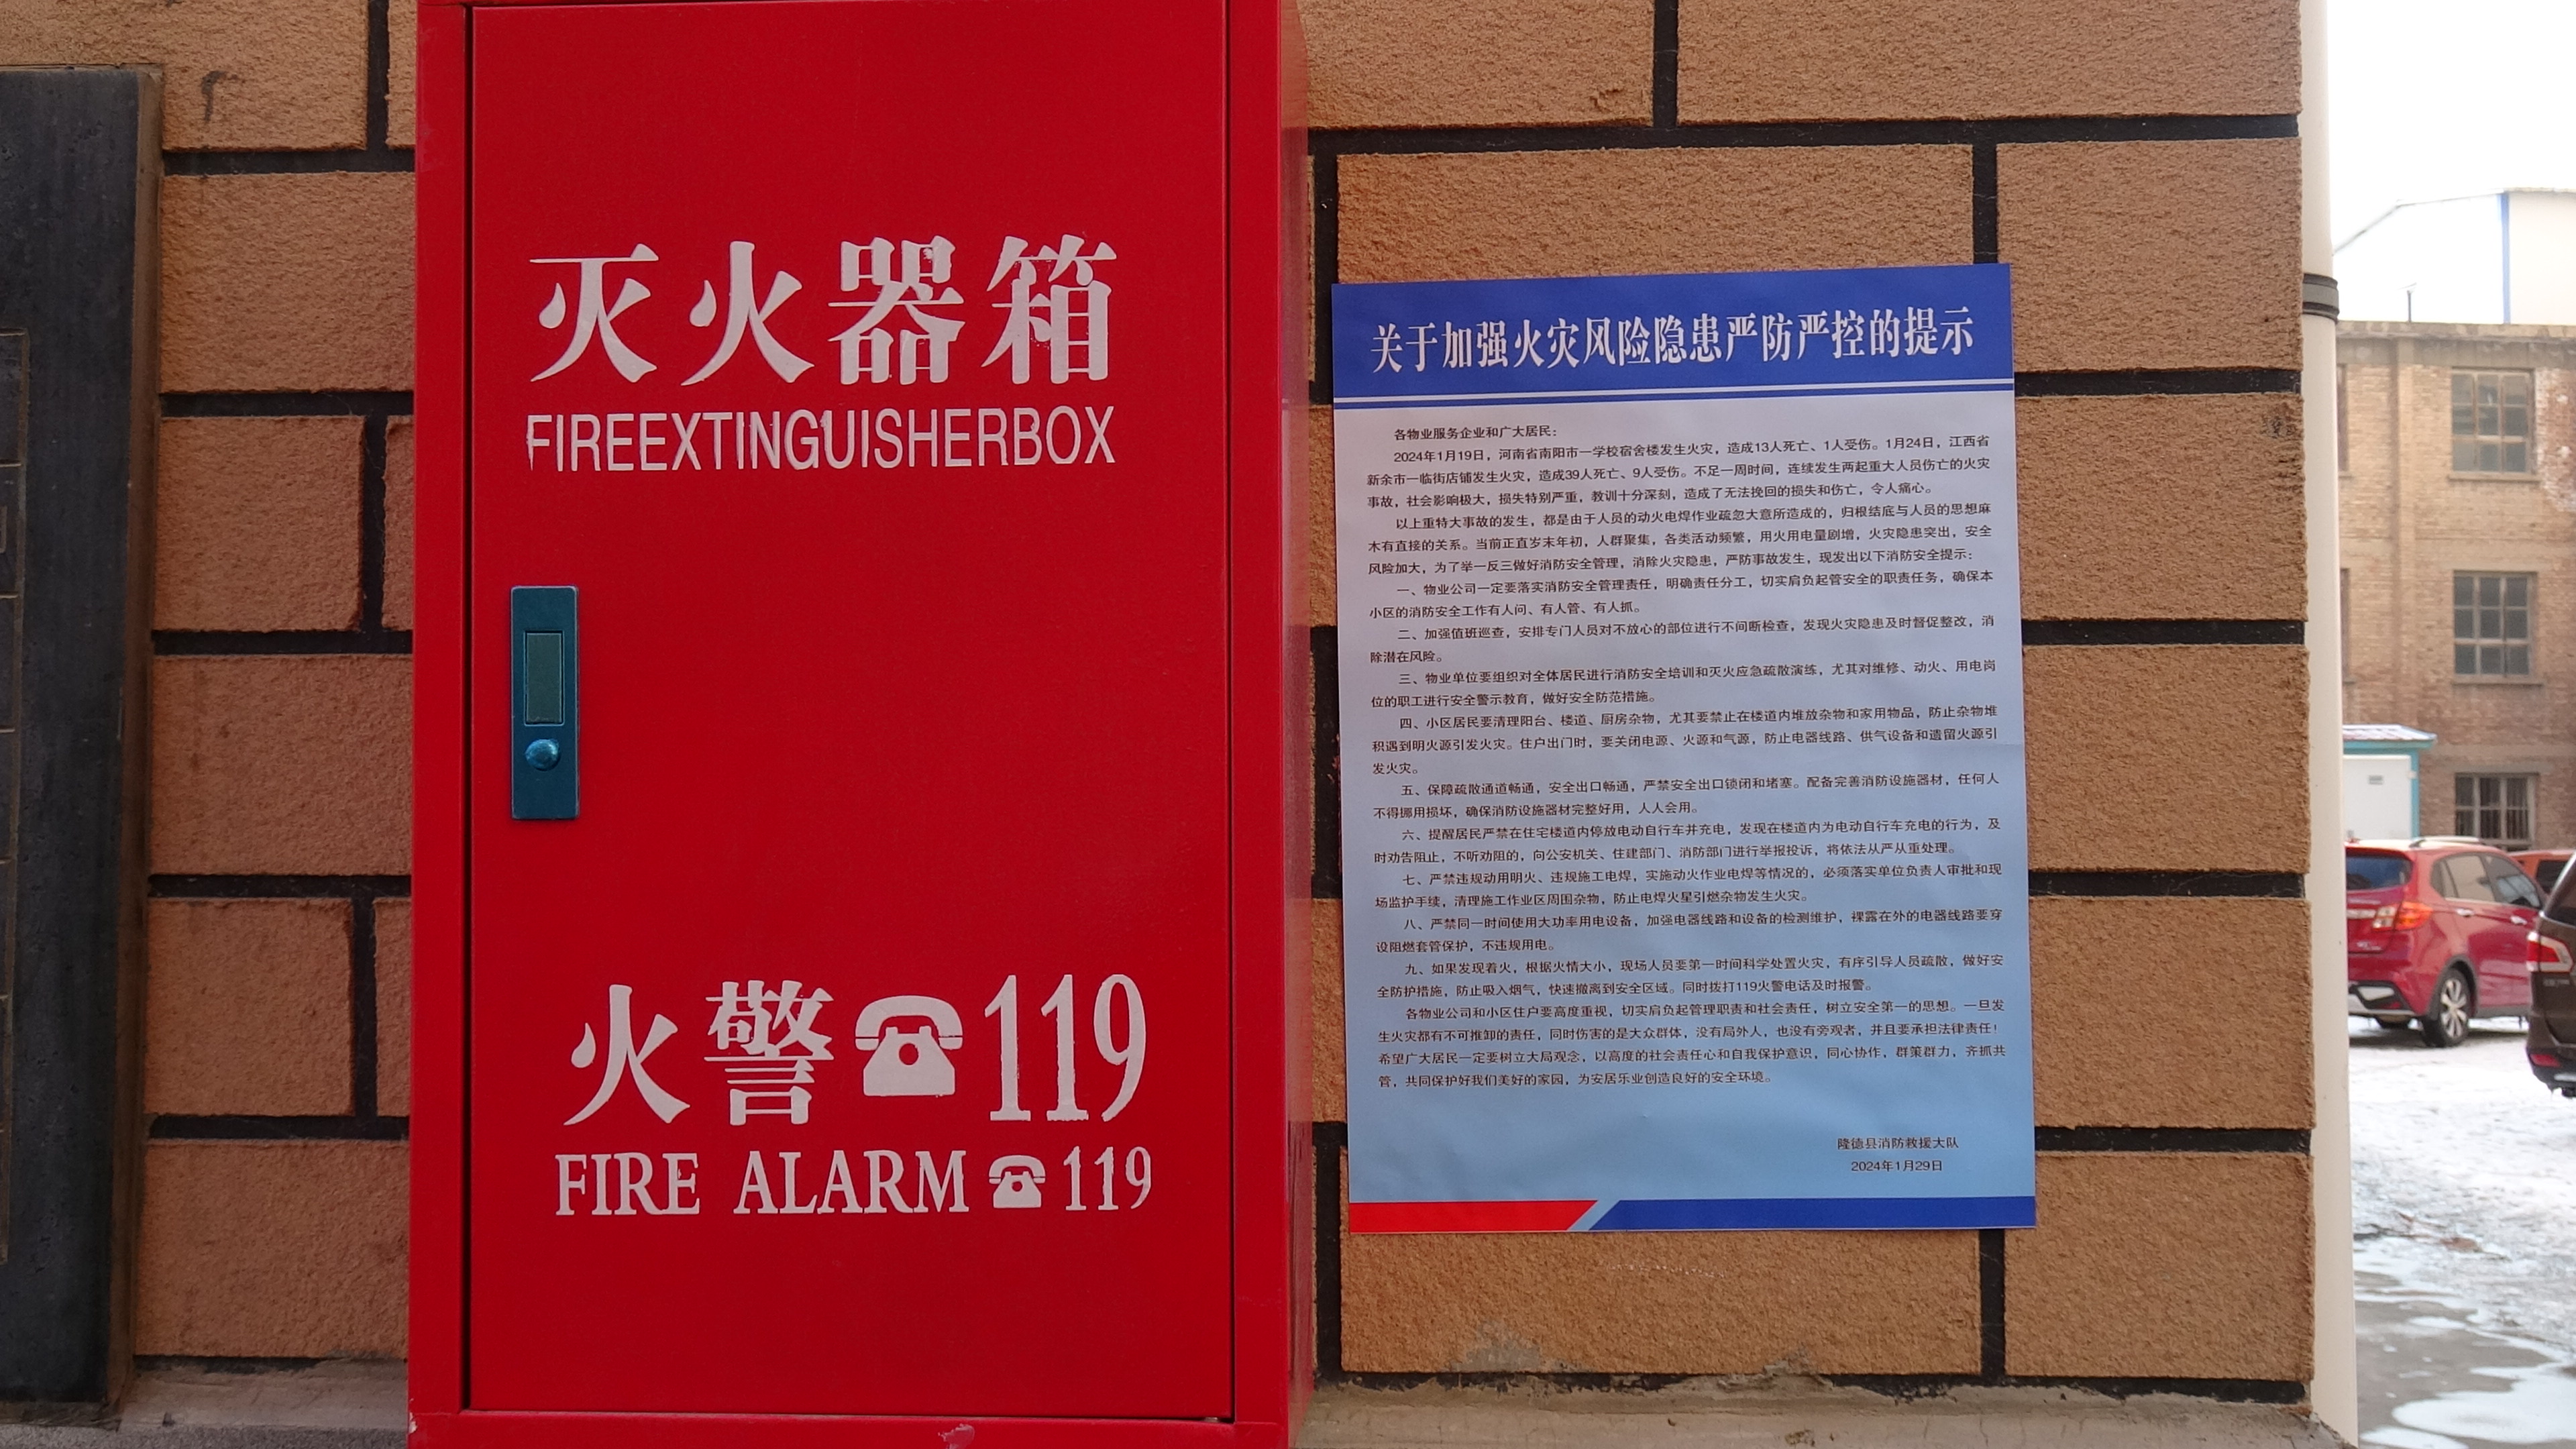 灭火器箱
FIREEXTINGUISHERBOX
火警☎119
FIRE ALARM☎119
关于加强火灾风险隐患严防严控的提示
各物业服务企业和广大居民：
2024年1月19日，河南省南阳市一学校宿舍楼发生火灾，造成13人死亡、1人受伤。1月24日，江西省
新余市一临街店铺发生火灾，造成39人死亡、9人受伤。不足一周时间，连续发生两起重大人员伤亡的火灾
事故，社会影响极大，损失特别严重，教训十分深刻，造成了无法挽回的损失和伤亡，令人痛心。
以上重特大事故的发生，都是由于人员的动火电焊作业疏忽大意所造成的，归根结底与人员的思想麻
木有直接的关系。当前正直岁末年初，人群聚集，各类活动频繁，用火用电量剧增，火灾隐患突出，安全
风险加大，为了举一反三做好消防安全管理，消除火灾隐患，严防事故发生，现发出以下消防安全提示：
一、物业公司一定要落实消防安全管理责任，明确责任分工，切实肩负起管安全的职责任务，确保本
小区的消防安全工作有人问、有人管、有人抓。
二、加强值班巡查，安排专门人员对不放心的部位进行不间断检查，发现火灾隐患及时督促整改，消
除潜在风险。
三、物业单位要组织对全体居民进行消防安全培训和灭火应急疏散演练，尤其对维修、动火、用电岗
位的职工进行安全警示教育，做好安全防范措施。
四、小区居民要清理阳台、楼道、厨房杂物，尤其要禁止在楼道内堆放杂物和家用物品，防止杂物堆
积遇到明火源引发火灾。住户出门时，要关闭电源、火源和气源，防止电器线路、供气设备和遗留火源引
发火灾。
五、保障疏散通道畅通，安全出口畅通，严禁安全出口锁闭和堵塞。配备完善消防设施器材，任何人
不得挪用损坏，确保消防设施器材完整好用，人人会用。
六、提醒居民严禁在住宅楼道内停放电动自行车并充电，发现在楼道内为电动自行车充电的行为，及
时劝告阻止，不听劝阻的，向公安机关、住建部门、消防部门进行举报投诉，将依法从严从重处理。
七、严禁违规动用明火、违规施工电焊，实施动火作业电焊等情况的，必须落实单位负责人审批和现
场监护手续，清理施工作业区周围杂物，防止电焊火星引燃杂物发生火灾。
八、严禁同一时间使用大功率用电设备，加强电器线路和设备的检测维护，裸露在外的电器线路要穿
设阻燃套管保护，不违规用电。
九、如果发现着火，根据火情大小，现场人员要第一时间科学处置火灾，有序引导人员疏散，做好安
全防护措施，防止吸入烟气，快速撤离到安全区域。同时拨打119火警电话及时报警。
各物业公司和小区住户要高度重视，切实肩负起管理职责和社会责任，树立安全第一的思想。一旦发
生火灾都有不可推卸的责任，同时伤害的是大众群体，没有局外人，也没有旁观者，并且要承担法律责任！
希望广大居民一定要树立大局观念，以高度的社会责任心和自我保护意识，同心协作，群策群力，齐抓共
管，共同保护好我们美好的家园，为安居乐业创造良好的安全环境。
隆德县消防救援大队
2024年1月29日